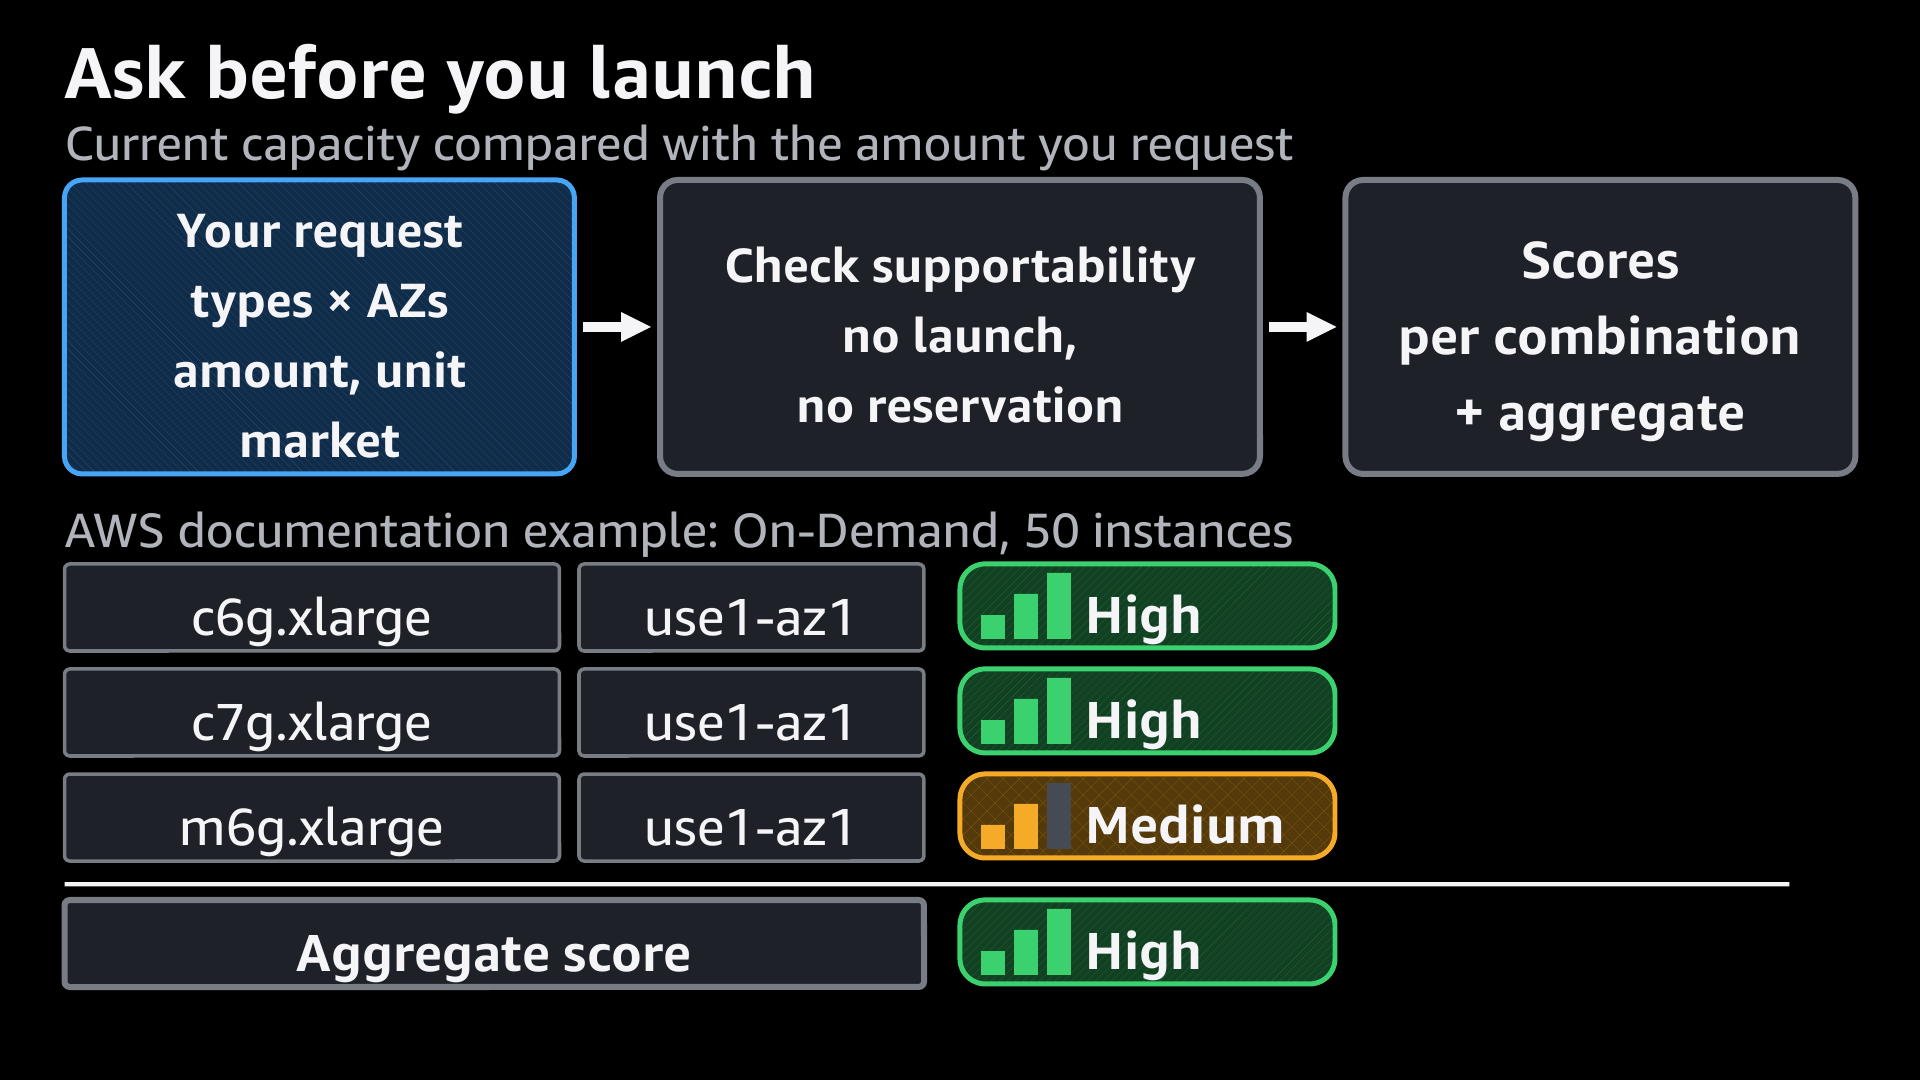 Ask before you launch
Current capacity compared with the amount you request
Your request
types × AZs
amount, unit
market
Check supportability
no launch,
no reservation
Scores
per combination
+ aggregate
AWS documentation example: On-Demand, 50 instances
c6g.xlarge use1-az1 High
c7g.xlarge use1-az1 High
m6g.xlarge use1-az1 Medium
Aggregate score High